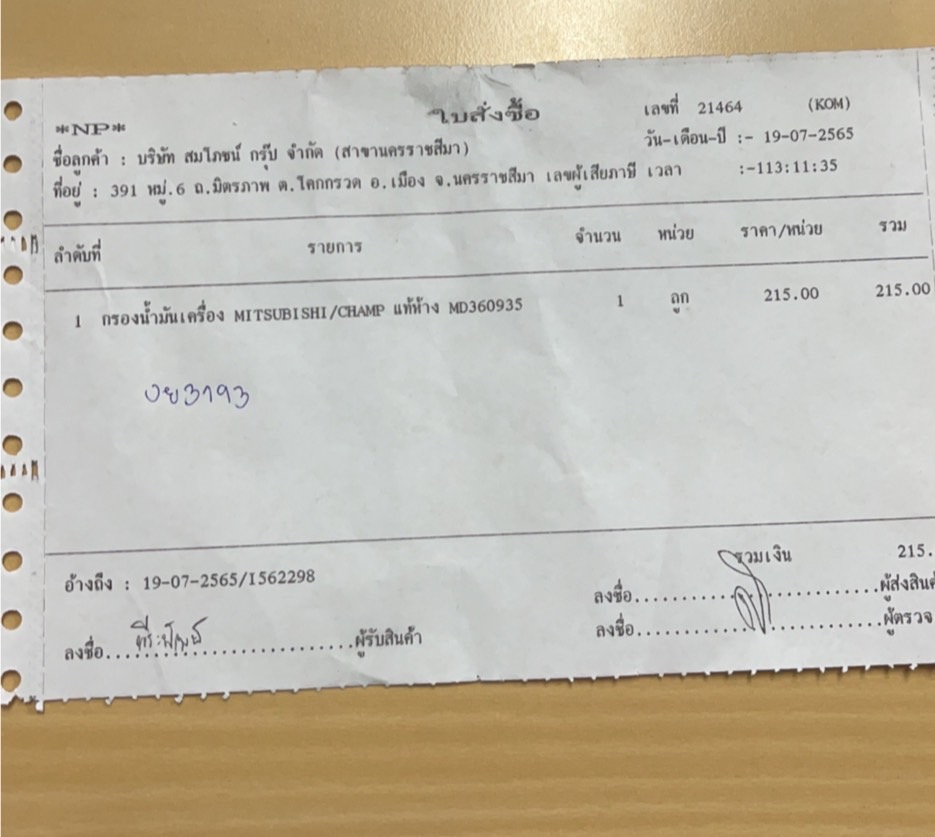 *NP*
ใบสั่งซื้อ
เลขที่ 21464 (KOM)
วัน-เดือน-ปี :- 19-07-2565
ชื่อลูกค้า : บริษัท สมโภชน์ กรุ๊ป จำกัด (สาขานครราชสีมา)
ที่อยู่ : 391 หมู่.6 ถ.มิตรภาพ ต.โคกกรวด อ.เมือง จ.นครราชสีมา เลขผู้เสียภาษี เวลา :-113:11:35
ลำดับที่ รายการ จำนวน หน่วย ราคา/หน่วย รวม
1 กรองน้ำมันเครื่อง MITSUBISHI/CHAMP แท้ห้าง MD360935 1 ลูก 215.00 215.00
3193
รวมเงิน 215.
อ้างถึง : 19-07-2565/I562298
ลงชื่อ..............................ผู้ส่งสินค้
ลงชื่อ..............................ผู้ตรวจ
ลงชื่อ..............................ผู้รับสินค้า